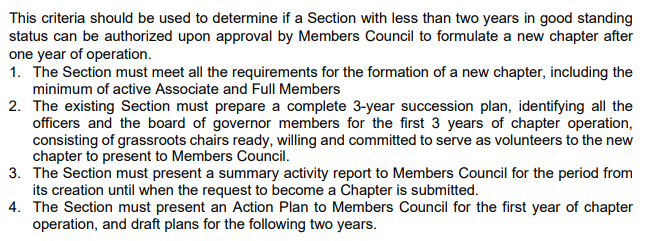 This criteria should be used to determine if a Section with less than two years in good standing
status can be authorized upon approval by Members Council to formulate a new chapter after
one year of operation.
1. The Section must meet all the requirements for the formation of a new chapter, including the
minimum of active Associate and Full Members
2. The existing Section must prepare a complete 3-year succession plan, identifying all the
officers and the board of governor members for the first 3 years of chapter operation,
consisting of grassroots chairs ready, willing and committed to serve as volunteers to the new
chapter to present to Members Council.
3. The Section must present a summary activity report to Members Council for the period from
its creation until when the request to become a Chapter is submitted.
4. The Section must present an Action Plan to Members Council for the first year of chapter
operation, and draft plans for the following two years.